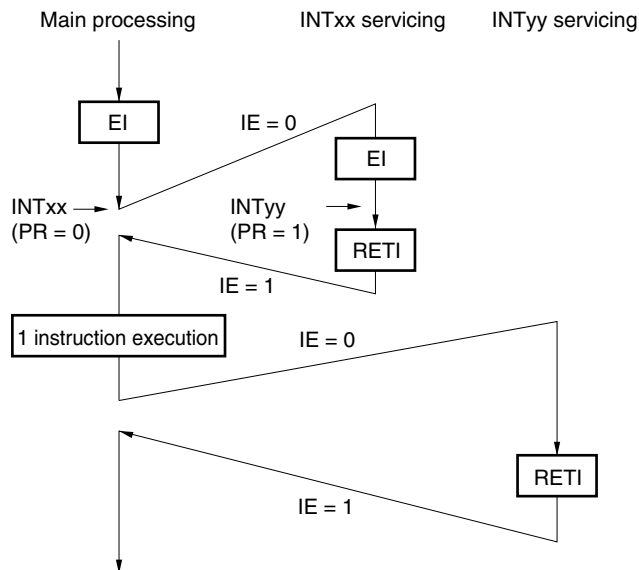 Main processing
INTxx servicing
INTyy servicing
EI
IE = 0
EI
INTxx
(PR = 0)
INTyy
(PR = 1)
RETI
IE = 1
1 instruction execution
IE = 0
RETI
IE = 1